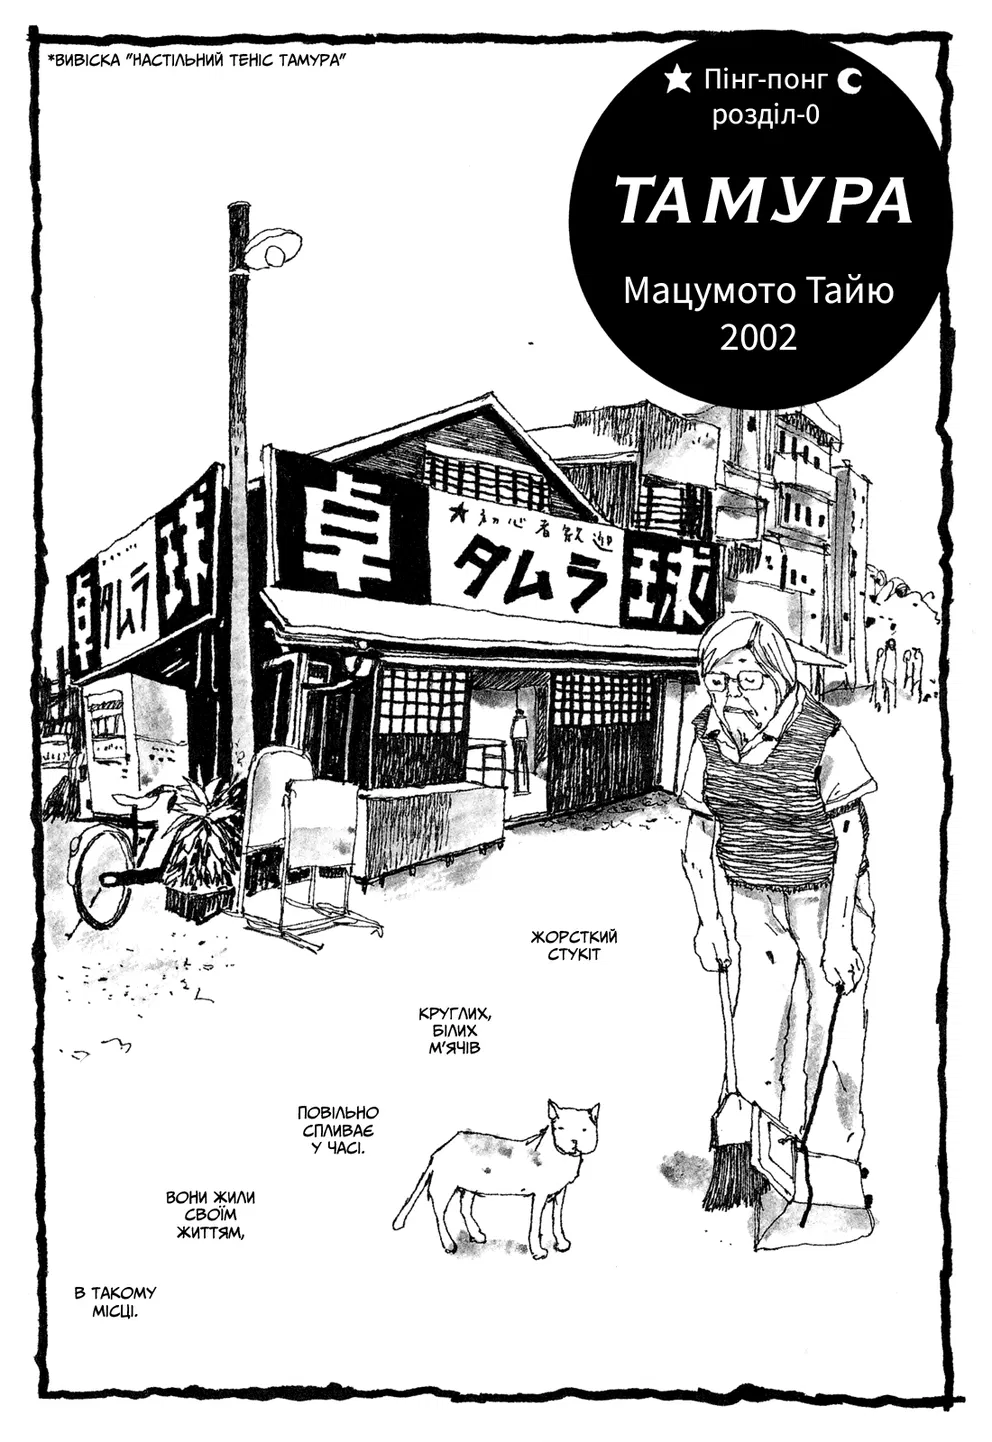 *ВИВІСКА "НАСТІЛЬНИЙ ТЕНІС ТАМУРА"
★ Пінг-понг ☾
розділ-0
ТАМУРА
Мацумото Тайю
2002
卓 ★初心者歓迎 球
タムラ
卓 タムラ 球
ЖОРСТКИЙ
СТУКІТ
КРУГЛИХ,
БІЛИХ
М'ЯЧІВ
ПОВІЛЬНО
СПЛИВАЄ
У ЧАСІ.
ВОНИ ЖИЛИ
СВОЇМ
ЖИТТЯМ,
В ТАКОМУ
МІСЦІ.